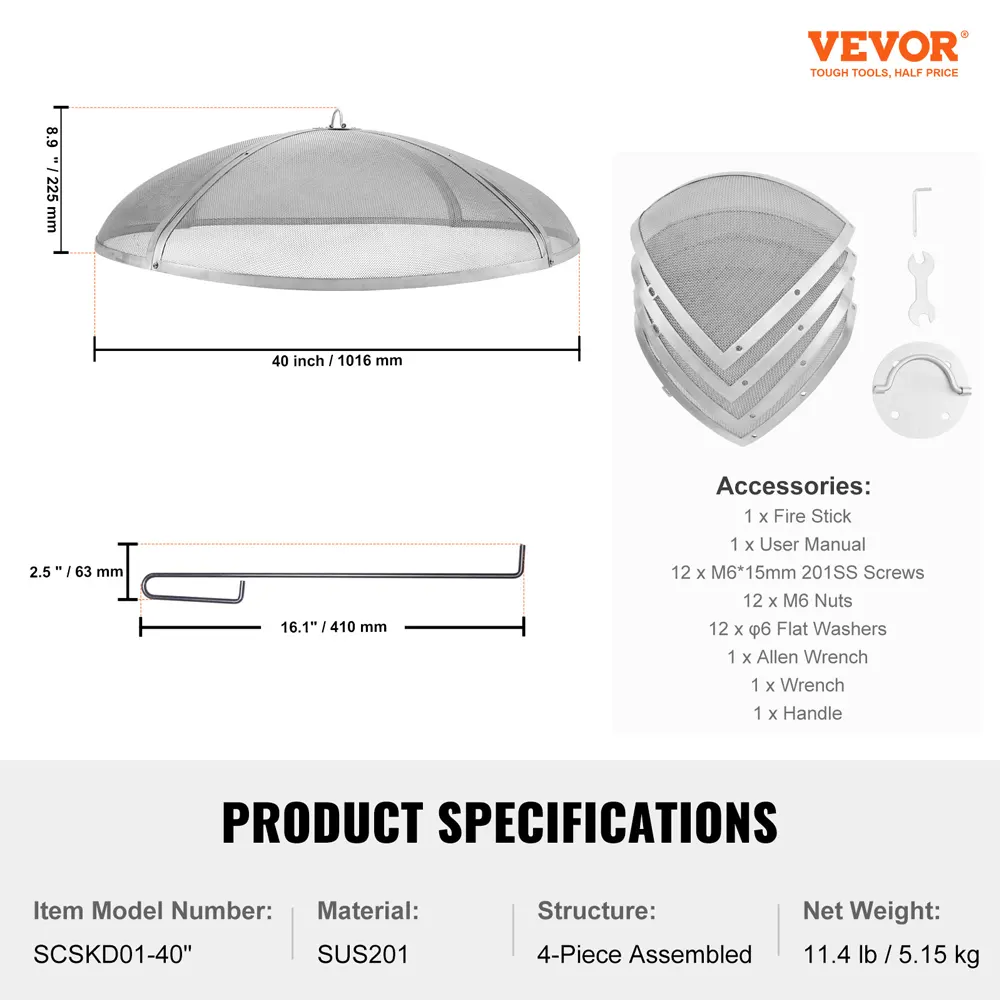 VEVOR®
TOUGH TOOLS, HALF PRICE
8.9 " / 225 mm
40 inch / 1016 mm
2.5 " / 63 mm
16.1" / 410 mm
Accessories:
1 x Fire Stick
1 x User Manual
12 x M6*15mm 201SS Screws
12 x M6 Nuts
12 x φ6 Flat Washers
1 x Allen Wrench
1 x Wrench
1 x Handle
PRODUCT SPECIFICATIONS
Item Model Number:
SCSKD01-40"
Material:
SUS201
Structure:
4-Piece Assembled
Net Weight:
11.4 lb / 5.15 kg